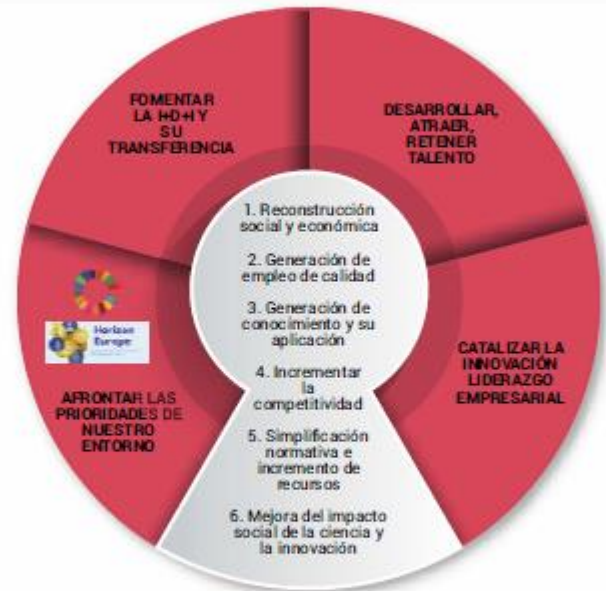 FOMENTAR
LA I+D+I Y
SU
TRANSFERENCIA
DESARROLLAR,
ATRAER,
RETENER
TALENTO
1. Reconstrucción
social y económica
2. Generación de
empleo de calidad
3. Generación de
conocimiento y su
aplicación
4. Incrementar
la
competitividad
5. Simplificación
normativa e
incremento de
recursos
6. Mejora del impacto
social de la ciencia y
la innovación
Horizon
Europe
AFRONTAR LAS
PRIORIDADES DE
NUESTRO
ENTORNO
CATALIZAR LA
INNOVACIÓN
LIDERAZGO
EMPRESARIAL